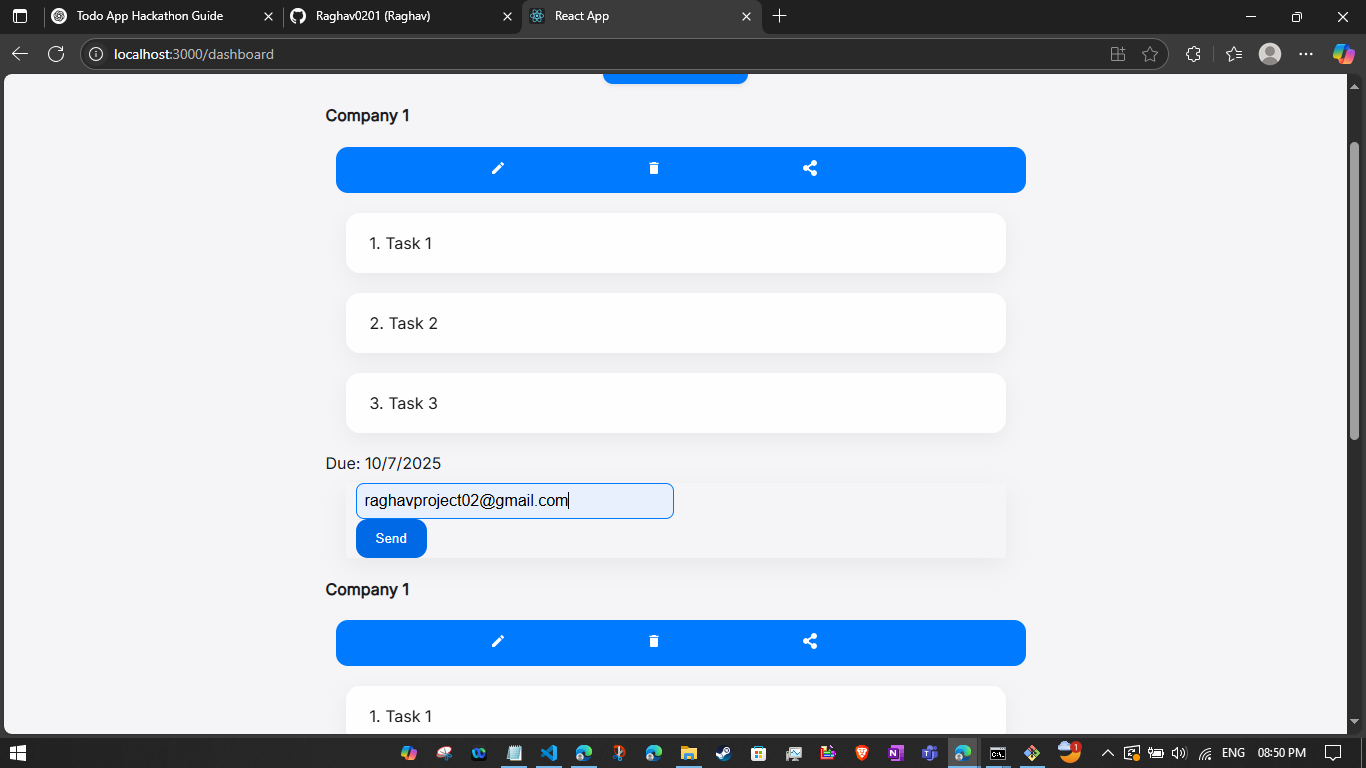 Todo App Hackathon Guide
Raghav0201 (Raghav)
React App
localhost:3000/dashboard
Company 1
1. Task 1
2. Task 2
3. Task 3
Due: 10/7/2025
raghavproject02@gmail.com
Send
Company 1
1. Task 1
1
ENG
08:50 PM